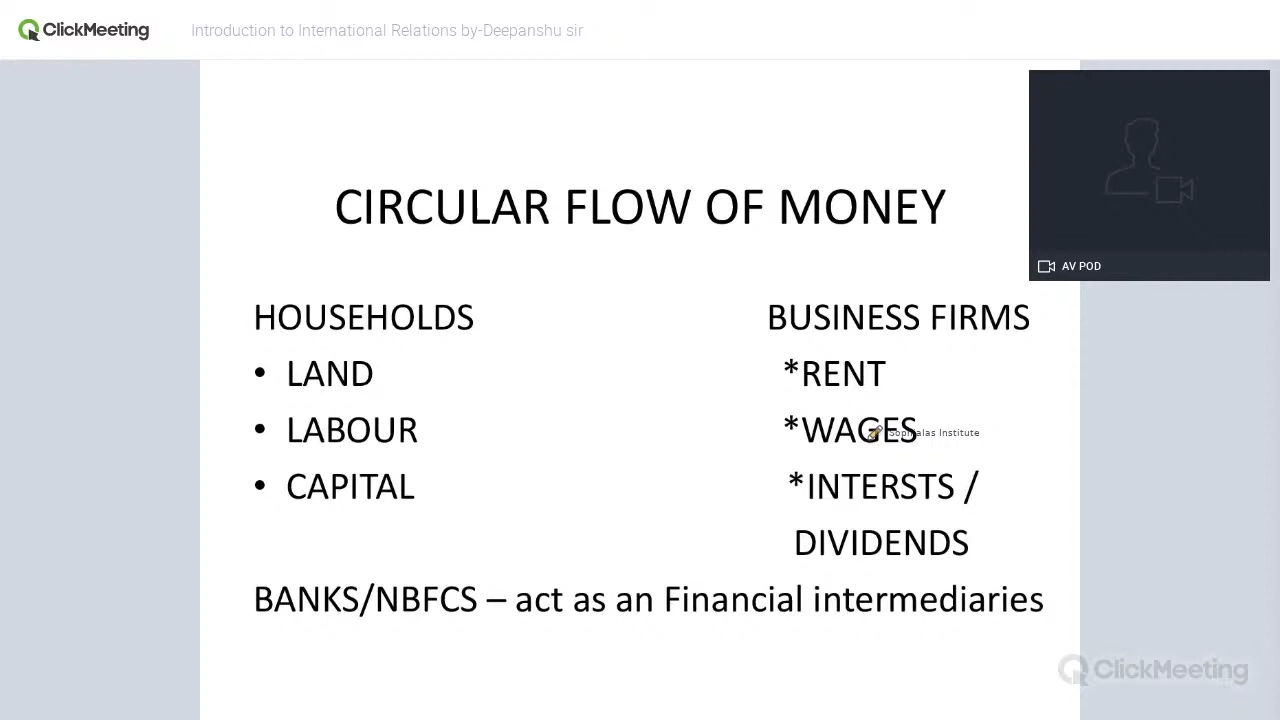 ClickMeeting Introduction to International Relations by-Deepanshu sir
AV POD
CIRCULAR FLOW OF MONEY
HOUSEHOLDS BUSINESS FIRMS
• LAND *RENT
• LABOUR *WAGES
Institute
• CAPITAL *INTERSTS /
DIVIDENDS
BANKS/NBFCS – act as an Financial intermediaries
ClickMeeting